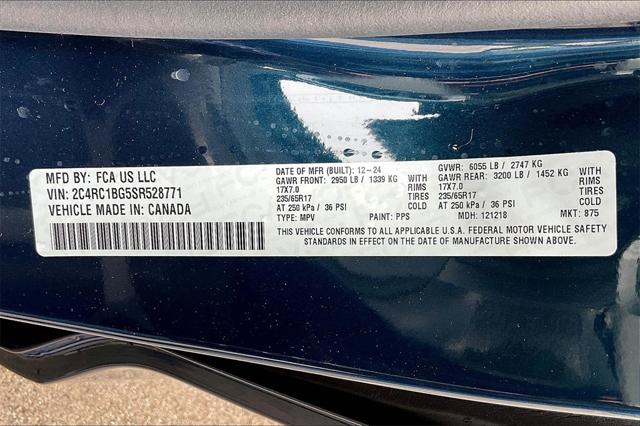 MFD BY: FCA US LLC
VIN: 2C4RC1BG5SR528771
VEHICLE MADE IN: CANADA
DATE OF MFR (BUILT): 12-24
GAWR FRONT: 2950 LB / 1339 KG
17X7.0 WITH RIMS
235/65R17 TIRES
AT 250 kPa / 36 PSI COLD
TYPE: MPV PAINT: PPS
GVWR: 6055 LB / 2747 KG
GAWR REAR: 3200 LB / 1452 KG
17X7.0 WITH RIMS
235/65R17 TIRES
AT 250 kPa / 36 PSI COLD
MDH: 121218 MKT: 875
THIS VEHICLE CONFORMS TO ALL APPLICABLE U.S.A. FEDERAL MOTOR VEHICLE SAFETY
STANDARDS IN EFFECT ON THE DATE OF MANUFACTURE SHOWN ABOVE.